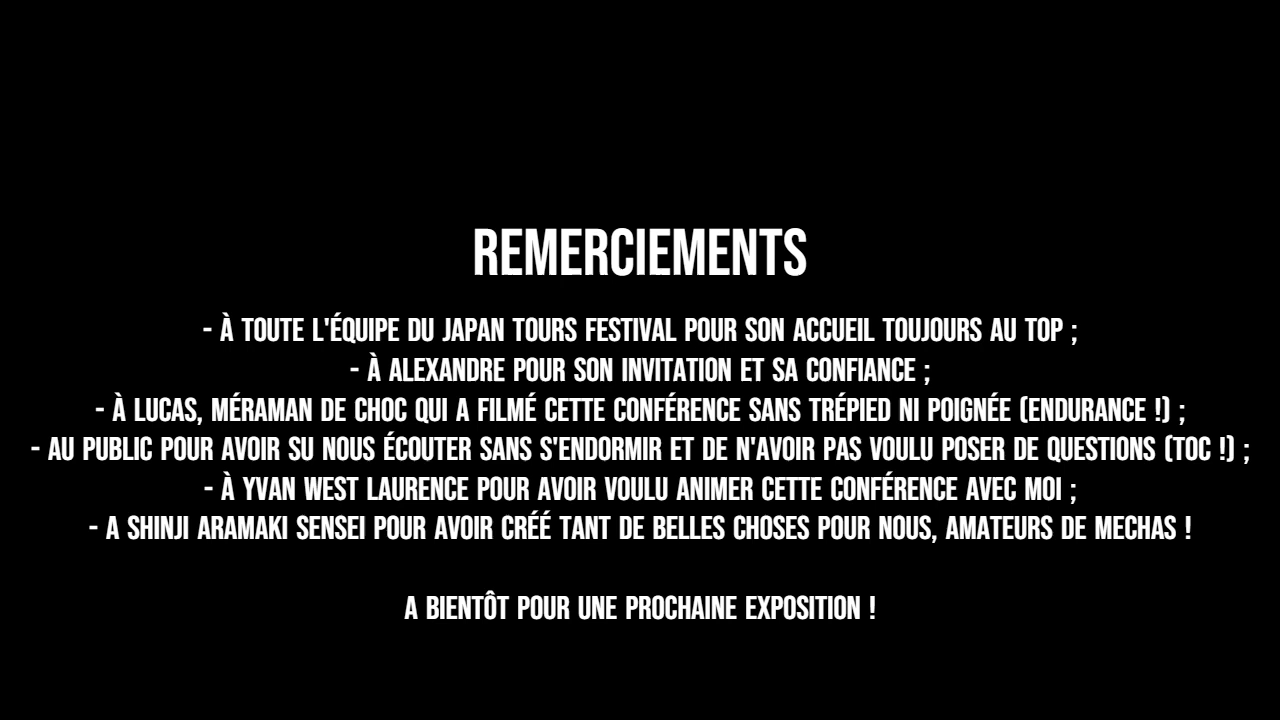 REMERCIEMENTS
- À TOUTE L'ÉQUIPE DU JAPAN TOURS FESTIVAL POUR SON ACCUEIL TOUJOURS AU TOP ;
- À ALEXANDRE POUR SON INVITATION ET SA CONFIANCE ;
- À LUCAS, MÉRAMAN DE CHOC QUI A FILMÉ CETTE CONFÉRENCE SANS TRÉPIED NI POIGNÉE (ENDURANCE !) ;
- AU PUBLIC POUR AVOIR SU NOUS ÉCOUTER SANS S'ENDORMIR ET DE N'AVOIR PAS VOULU POSER DE QUESTIONS (TOC !) ;
- À YVAN WEST LAURENCE POUR AVOIR VOULU ANIMER CETTE CONFÉRENCE AVEC MOI ;
- A SHINJI ARAMAKI SENSEI POUR AVOIR CRÉÉ TANT DE BELLES CHOSES POUR NOUS, AMATEURS DE MECHAS !
A BIENTÔT POUR UNE PROCHAINE EXPOSITION !